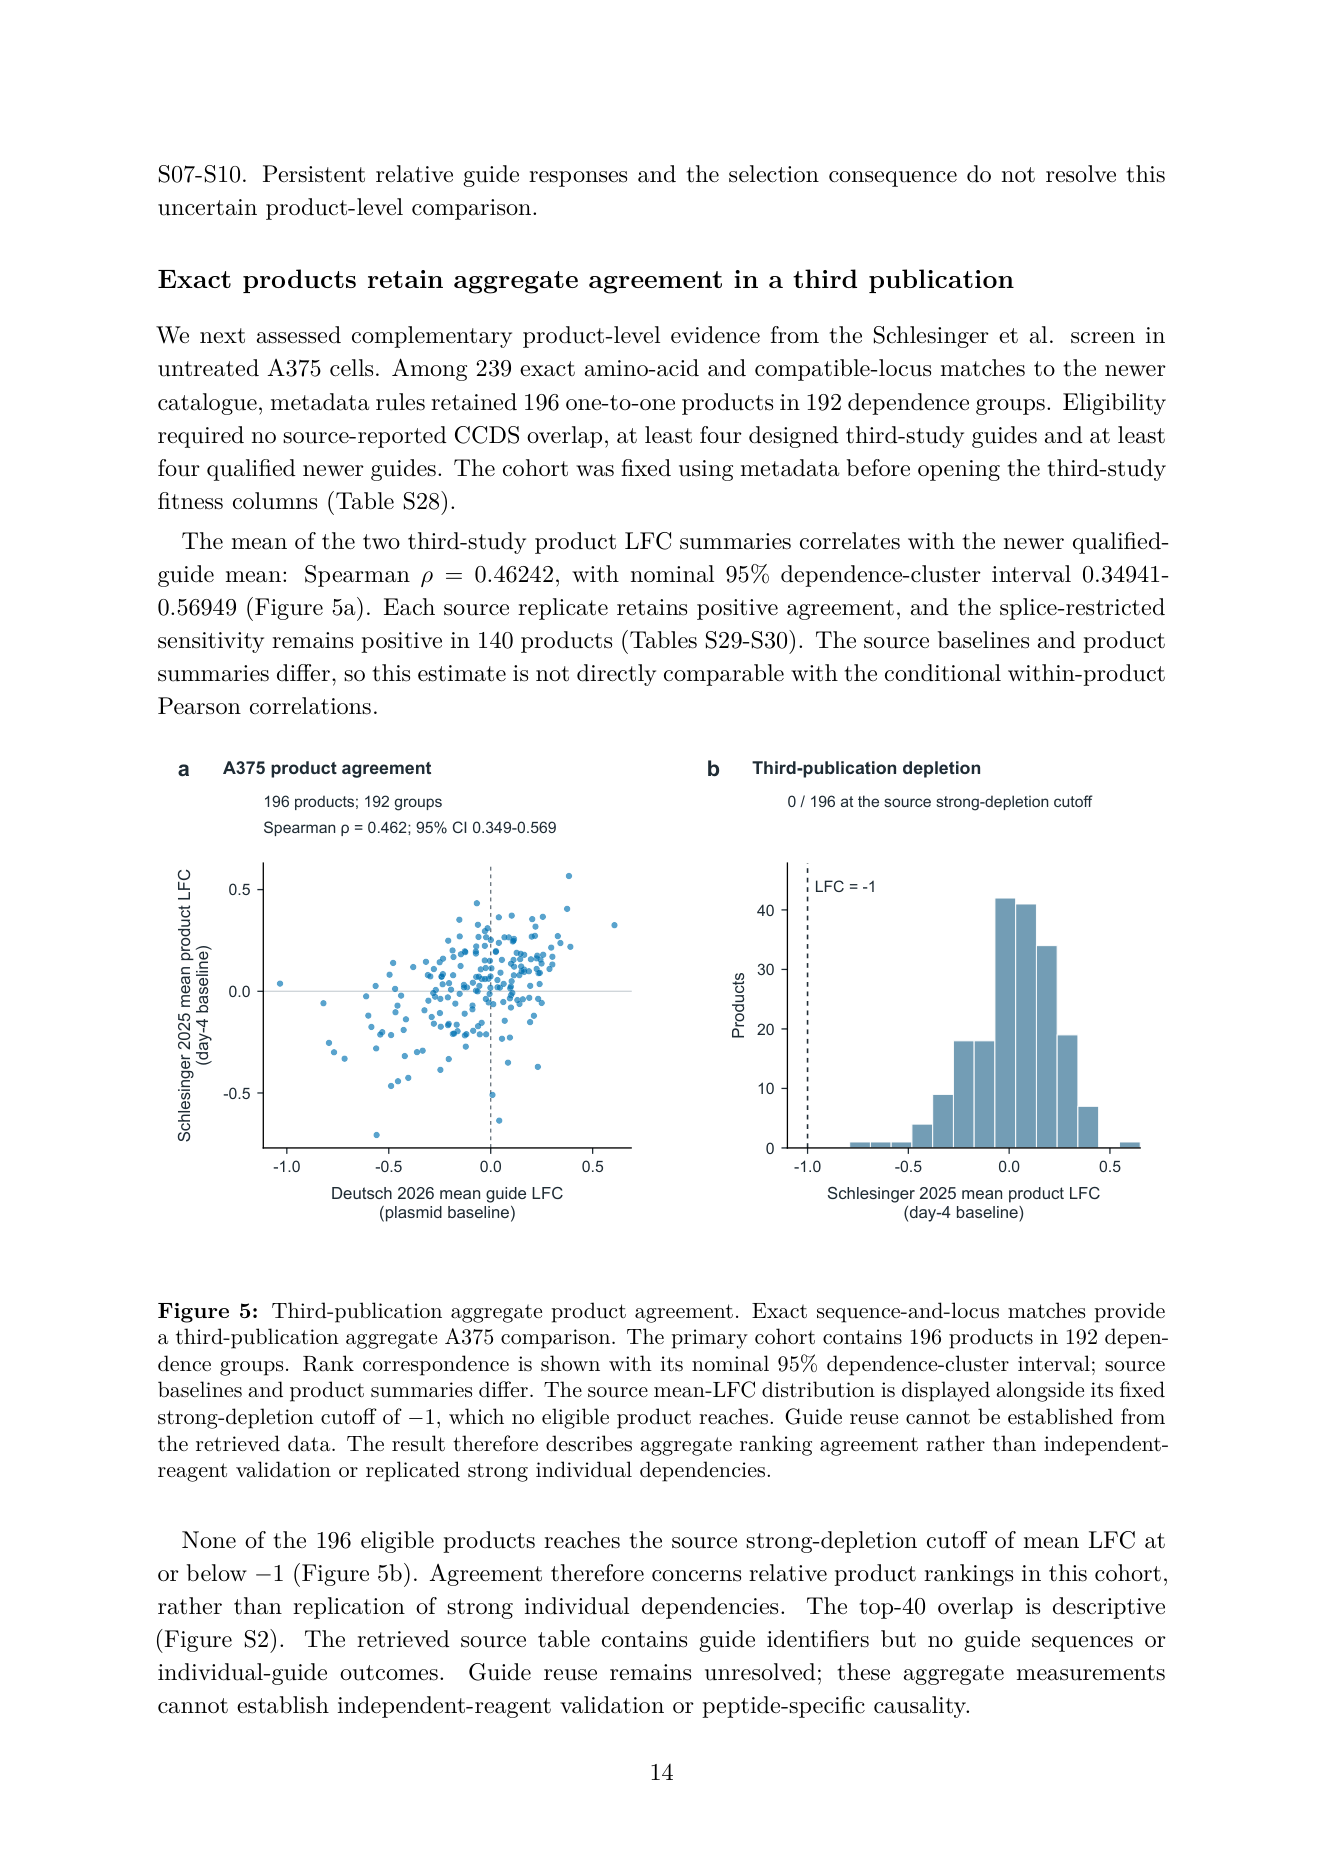 S07-S10. Persistent relative guide responses and the selection consequence do not resolve this
uncertain product-level comparison.
Exact products retain aggregate agreement in a third publication
We next assessed complementary product-level evidence from the Schlesinger et al. screen in
untreated A375 cells. Among 239 exact amino-acid and compatible-locus matches to the newer
catalogue, metadata rules retained 196 one-to-one products in 192 dependence groups. Eligibility
required no source-reported CCDS overlap, at least four designed third-study guides and at least
four qualified newer guides. The cohort was fixed using metadata before opening the third-study
fitness columns (Table S28).
The mean of the two third-study product LFC summaries correlates with the newer qualified-
guide mean: Spearman ρ = 0.46242, with nominal 95% dependence-cluster interval 0.34941-
0.56949 (Figure 5a). Each source replicate retains positive agreement, and the splice-restricted
sensitivity remains positive in 140 products (Tables S29-S30). The source baselines and product
summaries differ, so this estimate is not directly comparable with the conditional within-product
Pearson correlations.
a A375 product agreement
196 products; 192 groups
Spearman ρ = 0.462; 95% CI 0.349-0.569
Schlesinger 2025 mean product LFC
(day-4 baseline)
0.5
0.0
-0.5
-1.0 -0.5 0.0 0.5
Deutsch 2026 mean guide LFC
(plasmid baseline)
b Third-publication depletion
0 / 196 at the source strong-depletion cutoff
LFC = -1
Products
40
30
20
10
0
-1.0 -0.5 0.0 0.5
Schlesinger 2025 mean product LFC
(day-4 baseline)
Figure 5: Third-publication aggregate product agreement. Exact sequence-and-locus matches provide
a third-publication aggregate A375 comparison. The primary cohort contains 196 products in 192 depen-
dence groups. Rank correspondence is shown with its nominal 95% dependence-cluster interval; source
baselines and product summaries differ. The source mean-LFC distribution is displayed alongside its fixed
strong-depletion cutoff of −1, which no eligible product reaches. Guide reuse cannot be established from
the retrieved data. The result therefore describes aggregate ranking agreement rather than independent-
reagent validation or replicated strong individual dependencies.
None of the 196 eligible products reaches the source strong-depletion cutoff of mean LFC at
or below −1 (Figure 5b). Agreement therefore concerns relative product rankings in this cohort,
rather than replication of strong individual dependencies. The top-40 overlap is descriptive
(Figure S2). The retrieved source table contains guide identifiers but no guide sequences or
individual-guide outcomes. Guide reuse remains unresolved; these aggregate measurements
cannot establish independent-reagent validation or peptide-specific causality.
14